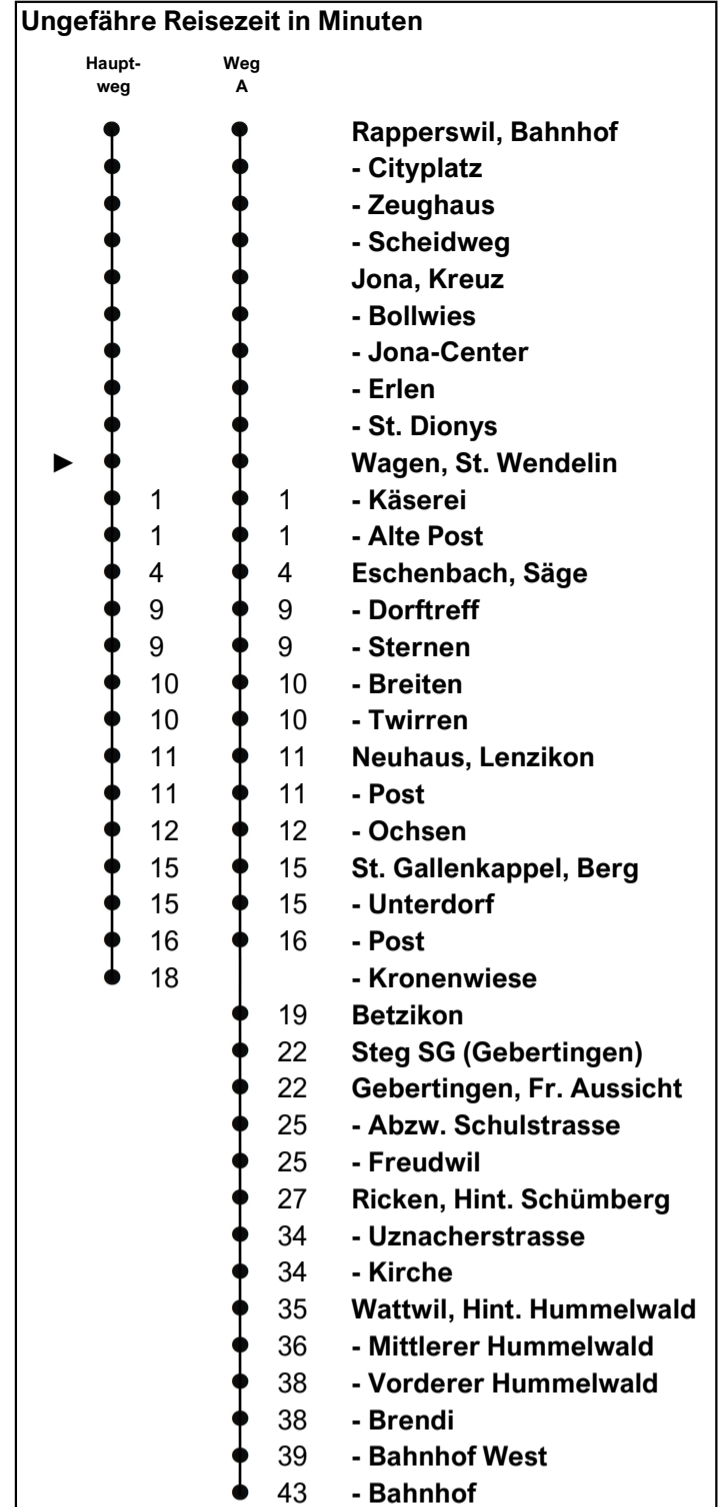 Ungefähre Reisezeit in Minuten
Haupt- Weg
weg A
Rapperswil, Bahnhof
- Cityplatz
- Zeughaus
- Scheidweg
Jona, Kreuz
- Bollwies
- Jona-Center
- Erlen
- St. Dionys
► Wagen, St. Wendelin
1 1 - Käserei
1 1 - Alte Post
4 4 Eschenbach, Säge
9 9 - Dorftreff
9 9 - Sternen
10 10 - Breiten
10 10 - Twirren
11 11 Neuhaus, Lenzikon
11 11 - Post
12 12 - Ochsen
15 15 St. Gallenkappel, Berg
15 15 - Unterdorf
16 16 - Post
18 - Kronenwiese
19 Betzikon
22 Steg SG (Gebertingen)
22 Gebertingen, Fr. Aussicht
25 - Abzw. Schulstrasse
25 - Freudwil
27 Ricken, Hint. Schümberg
34 - Uznacherstrasse
34 - Kirche
35 Wattwil, Hint. Hummelwald
36 - Mittlerer Hummelwald
38 - Vorderer Hummelwald
38 - Brendi
39 - Bahnhof West
43 - Bahnhof